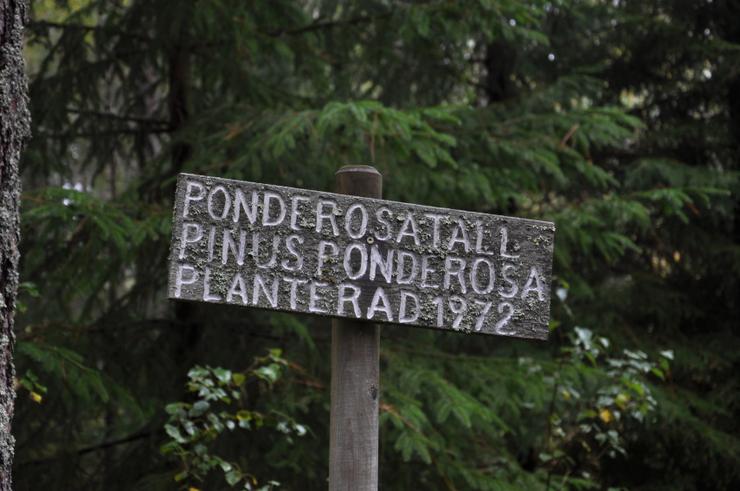 PONDEROSATALL
PINUS PONDEROSA
PLANTERAD 1972